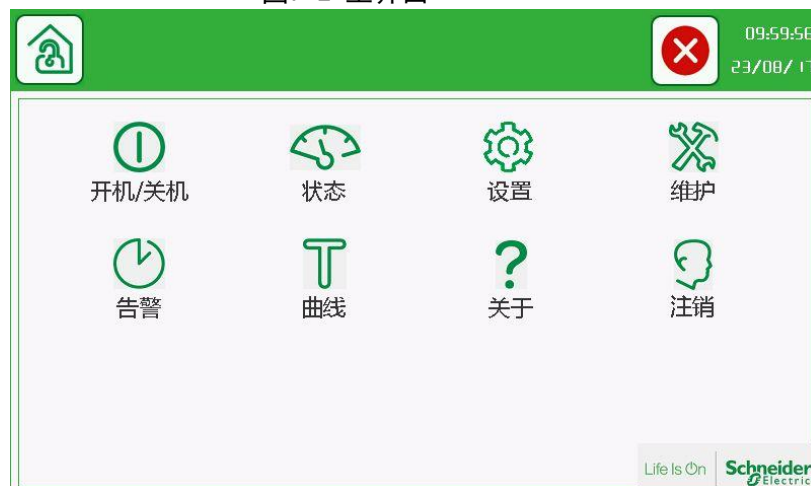 09:59:56
23/08/17
开机/关机 状态 设置 维护
告警 曲线 关于 注销
Life Is On Schneider Electric